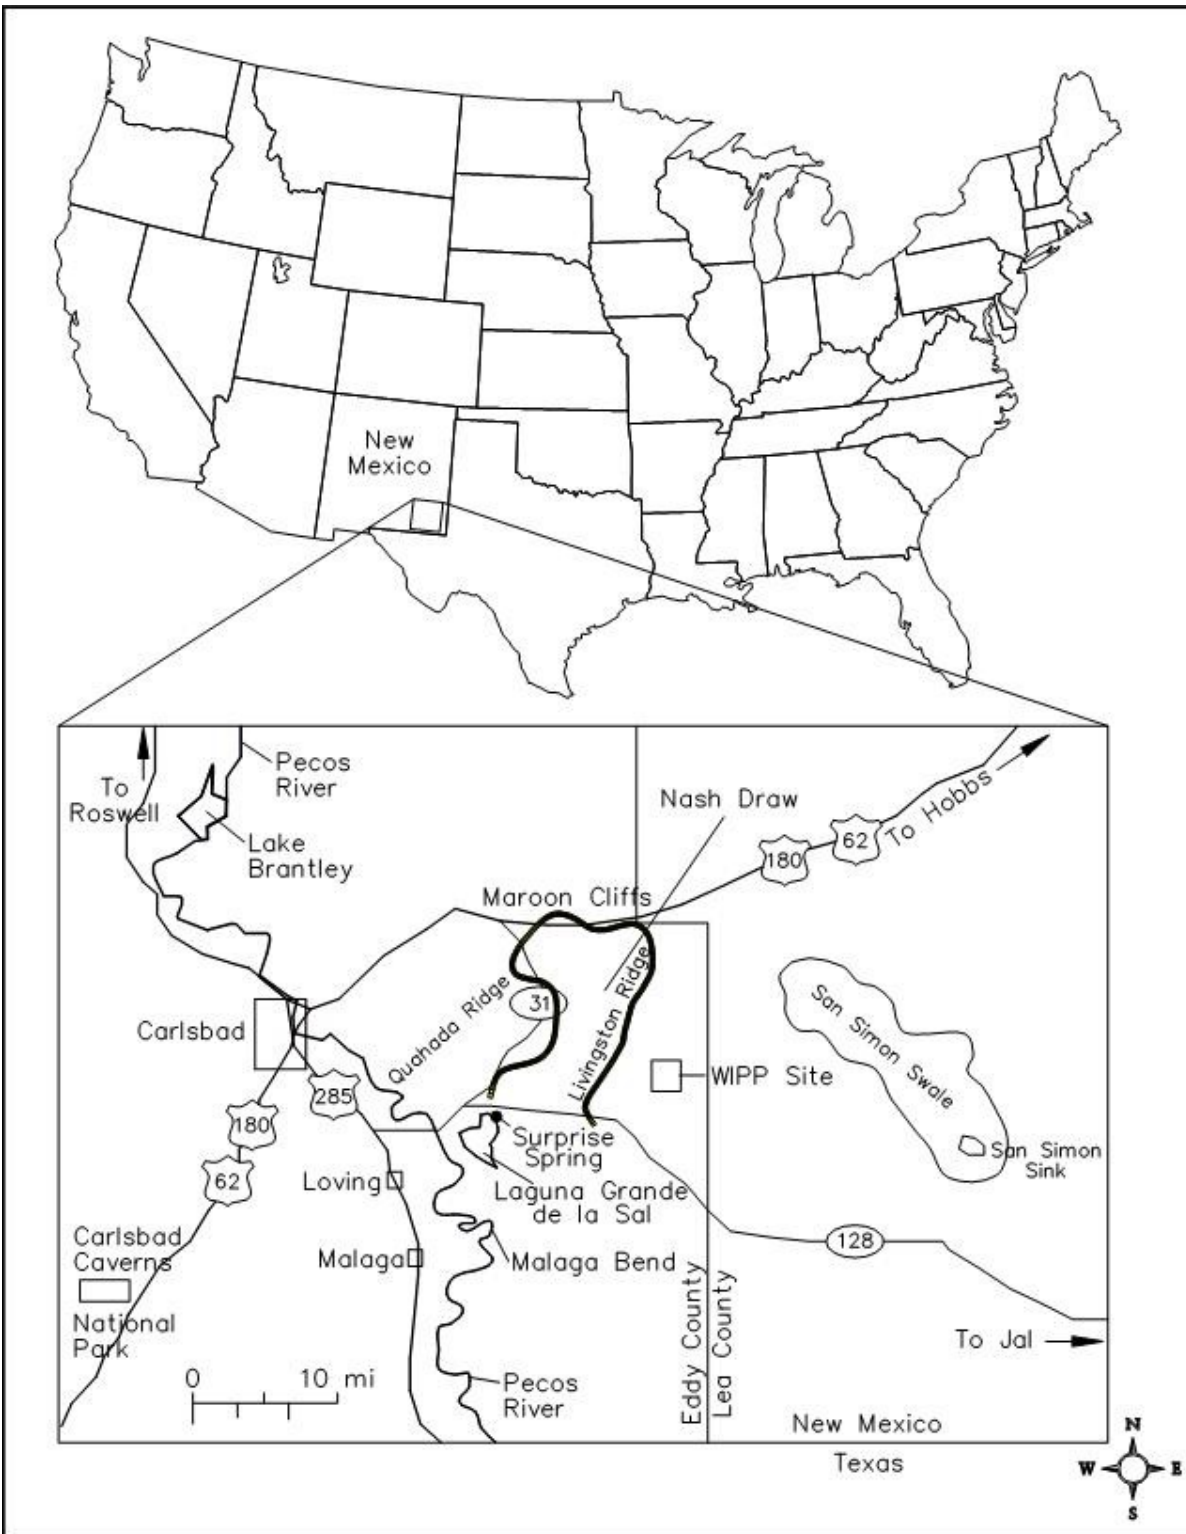 New
Mexico
Pecos
River
To
Roswell
Lake
Brantley
Nash Draw
To Hobbs
62
180
Maroon Cliffs
Livingston Ridge
Quahada Ridge
31
San Simon Swale
Carlsbad
WIPP Site
285
180
62
Surprise
Spring
San Simon
Sink
Loving
Laguna Grande
de la Sal
Carlsbad
Caverns
National
Park
Malaga
Malaga Bend
128
Eddy County
Lea County
To Jal
0 10 mi
Pecos
River
New Mexico
Texas
N
W E
S